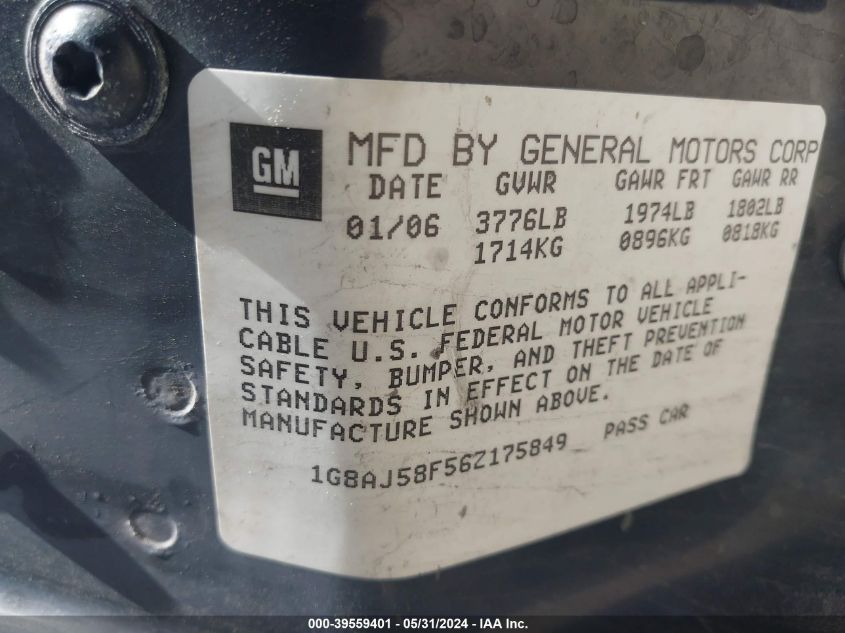 GM
MFD BY GENERAL MOTORS CORP
DATE GVWR GAWR FRT GAWR RR
01/06 3776LB 1974LB 1802LB
1714KG 0896KG 0818KG
THIS VEHICLE CONFORMS TO ALL APPLI-
CABLE U.S. FEDERAL MOTOR VEHICLE
SAFETY, BUMPER, AND THEFT PREVENTION
STANDARDS IN EFFECT ON THE DATE OF
MANUFACTURE SHOWN ABOVE.
1G8AJ58F56Z175849 PASS CAR
000-39559401 - 05/31/2024 - IAA Inc.